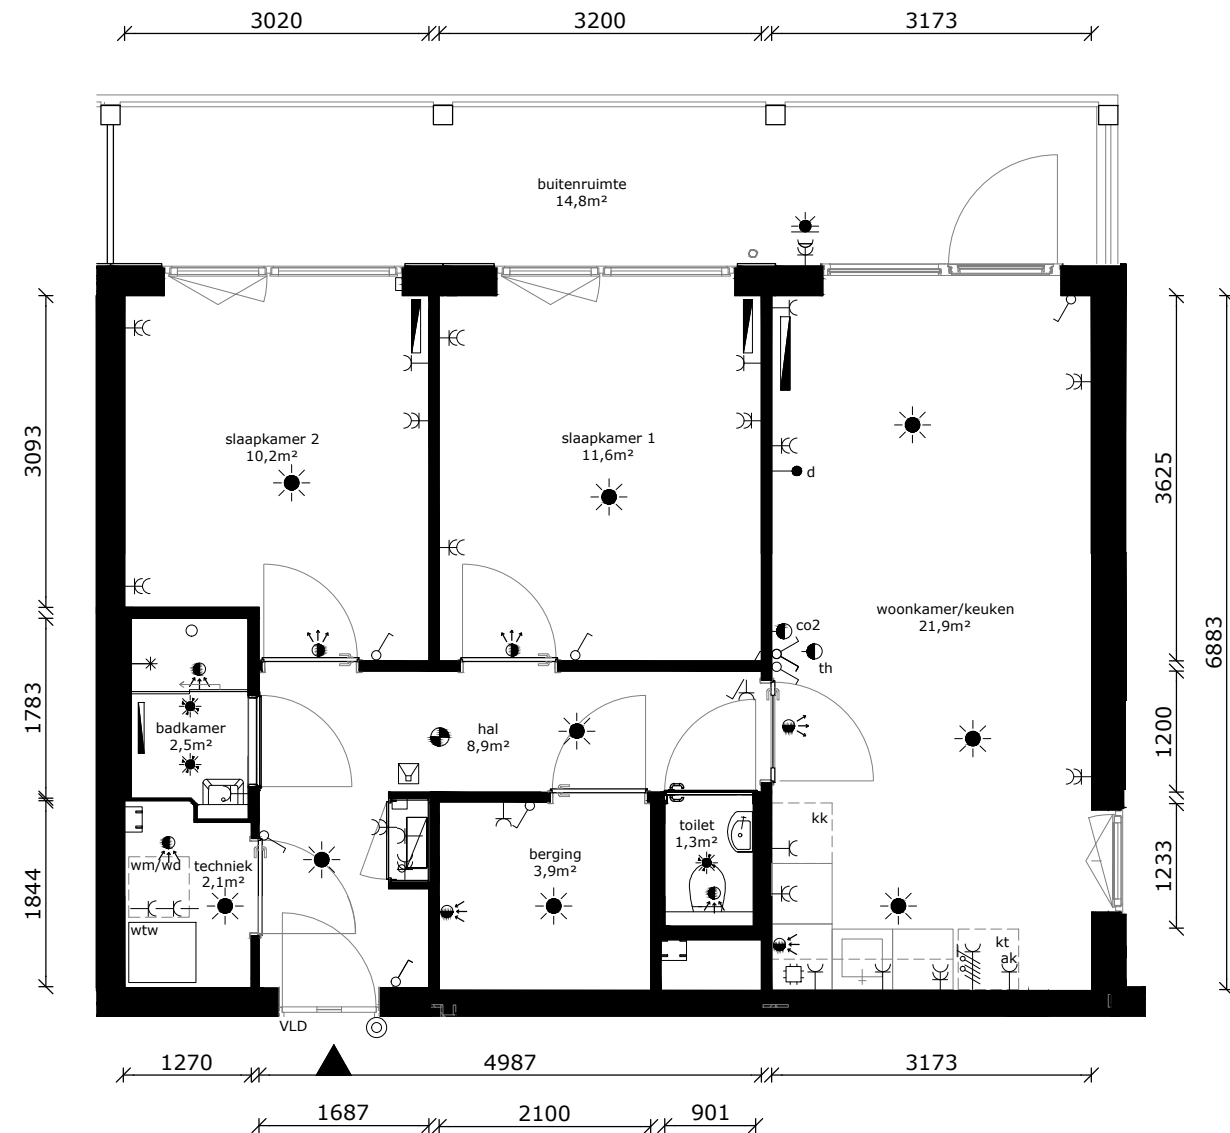 3020
3200
3173
buitenruimte
14,8m²
3093
1783
1844
slaapkamer 2
10,2m²
slaapkamer 1
11,6m²
d
woonkamer/keuken
21,9m²
co2
th
3625
1200
1233
6883
badkamer
2,5m²
hal
8,9m²
wm/wd
techniek
2,1m²
wtw
berging
3,9m²
toilet
1,3m²
kk
kt
ak
VLD
1270
4987
3173
1687
2100
901